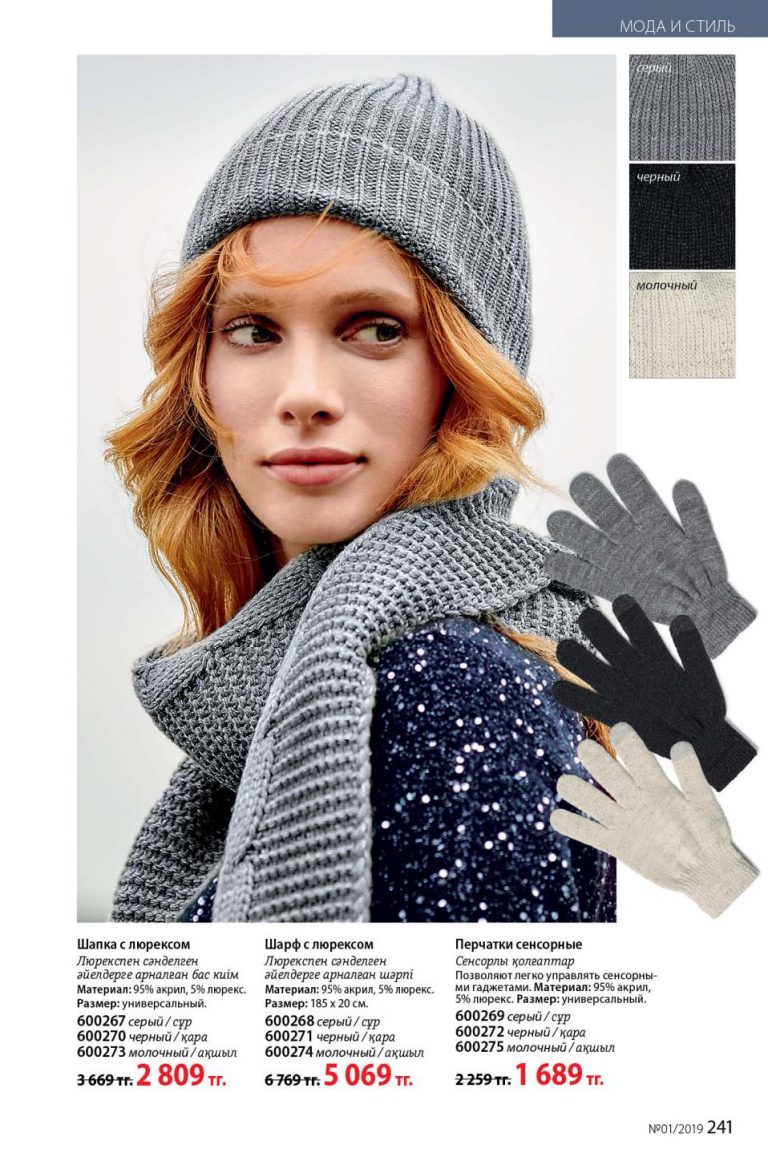 МОДА И СТИЛЬ
серый
черный
молочный
Шапка с люрексом
Люрекспен сәнделген
әйелдерге арналған бас киім
Материал: 95% акрил, 5% люрекс.
Размер: универсальный.
600267 серый / сұр
600270 черный / қара
600273 молочный / ақшыл
3 669 тг. 2 809 тг.
Шарф с люрексом
Люрекспен сәнделген
әйелдерге арналған шәрпі
Материал: 95% акрил, 5% люрекс.
Размер: 185 х 20 см.
600268 серый / сұр
600271 черный / қара
600274 молочный / ақшыл
6 769 тг. 5 069 тг.
Перчатки сенсорные
Сенсорлы қолғаптар
Позволяют легко управлять сенсорны-
ми гаджетами. Материал: 95% акрил,
5% люрекс. Размер: универсальный.
600269 серый / сұр
600272 черный / қара
600275 молочный / ақшыл
2 259 тг. 1 689 тг.
№01/2019 241